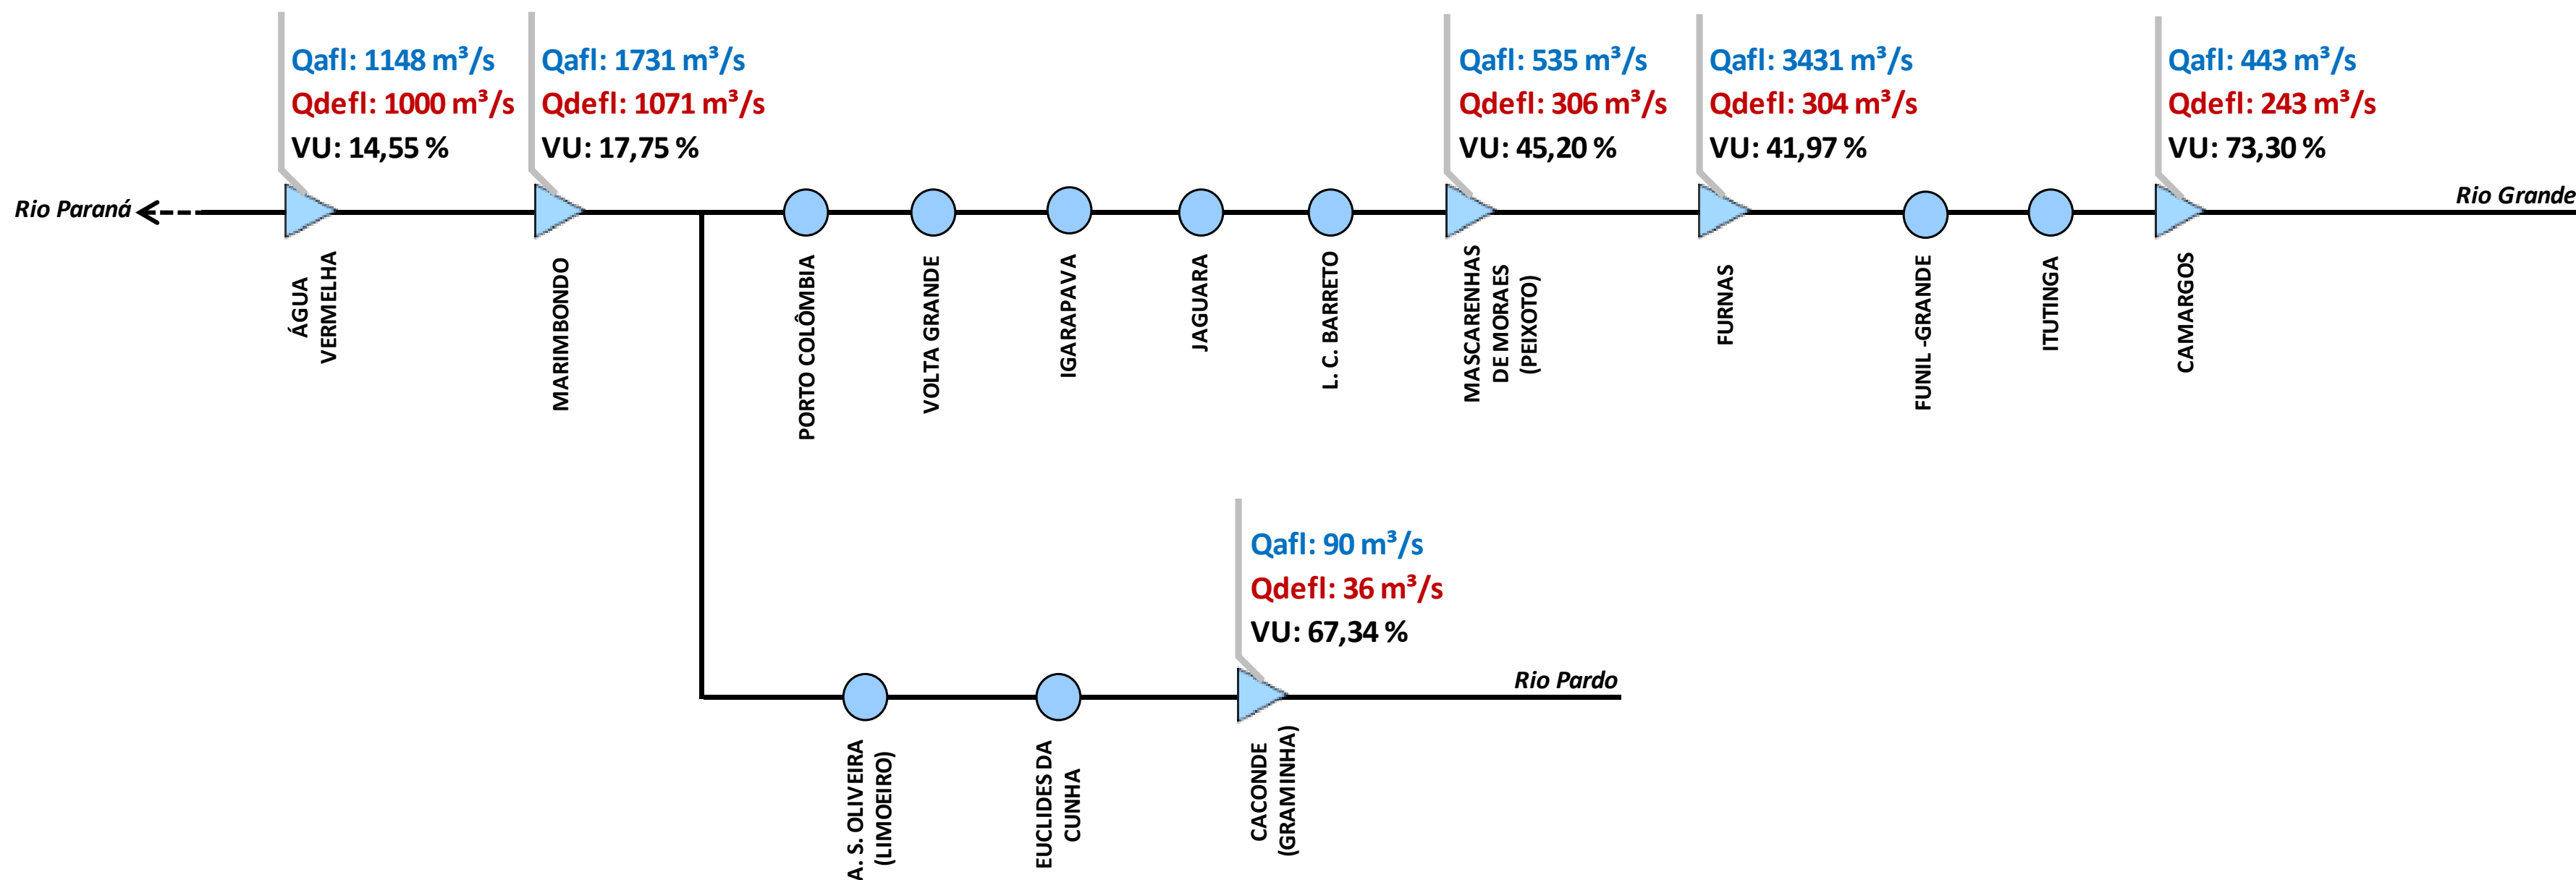 Qafl: 1148 m³/s
Qdefl: 1000 m³/s
VU: 14,55 %
Qafl: 1731 m³/s
Qdefl: 1071 m³/s
VU: 17,75 %
Qafl: 535 m³/s
Qdefl: 306 m³/s
VU: 45,20 %
Qafl: 3431 m³/s
Qdefl: 304 m³/s
VU: 41,97 %
Qafl: 443 m³/s
Qdefl: 243 m³/s
VU: 73,30 %
Rio Paraná
Rio Grande
ÁGUA
VERMELHA
MARIMBONDO
PORTO COLÔMBIA
VOLTA GRANDE
IGARAPAVA
JAGUARA
L. C. BARRETO
MASCARENHAS
DE MORAES
(PEIXOTO)
FURNAS
FUNIL -GRANDE
ITUTINGA
CAMARGOS
Qafl: 90 m³/s
Qdefl: 36 m³/s
VU: 67,34 %
Rio Pardo
A. S. OLIVEIRA
(LIMOEIRO)
EUCLIDES DA
CUNHA
CACONDE
(GRAMINHA)